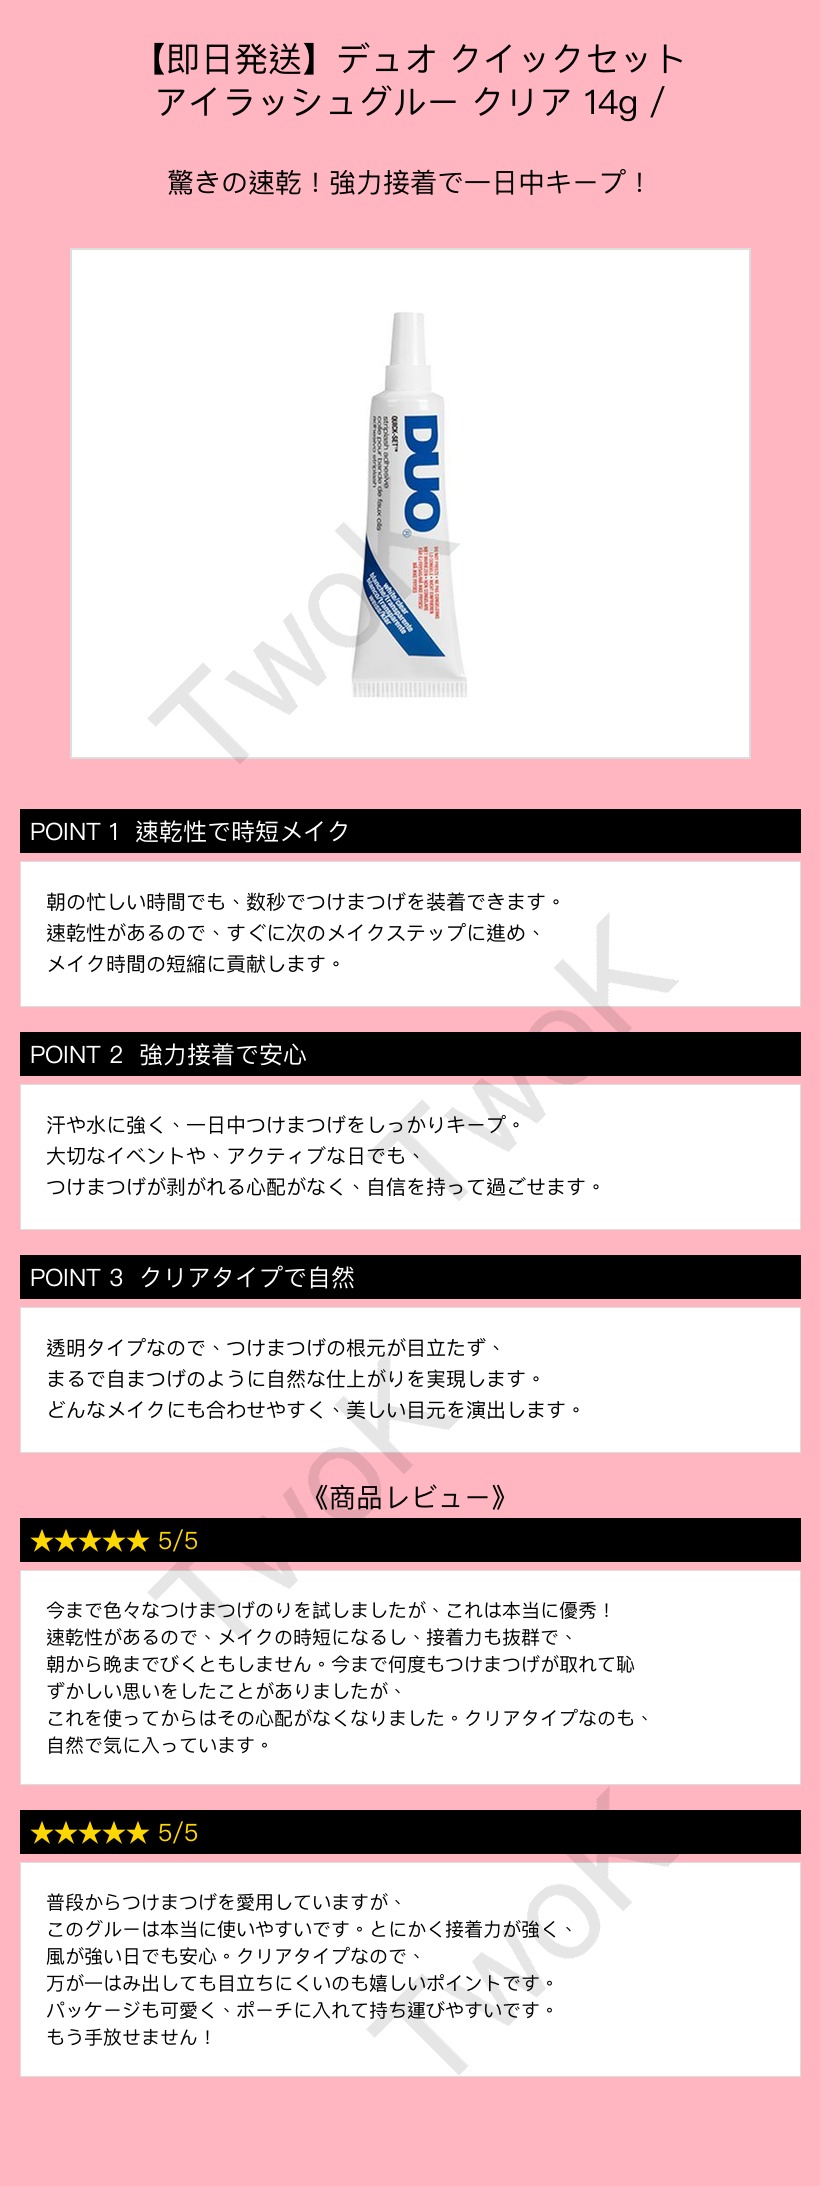 【即日発送】デュオ クイックセット
アイラッシュグルー クリア 14g /
驚きの速乾！強力接着で一日中キープ！
DUO®
QUICK-SET™
striplash adhesive
colle pour bande de faux cils
adhesivo striplash
white/clear
blanche/transparente
blanco/transparente
TwoK
POINT 1 速乾性で時短メイク
朝の忙しい時間でも、数秒でつけまつげを装着できます。
速乾性があるので、すぐに次のメイクステップに進め、
メイク時間の短縮に貢献します。
TwoK
POINT 2 強力接着で安心
汗や水に強く、一日中つけまつげをしっかりキープ。
大切なイベントや、アクティブな日でも、
つけまつげが剥がれる心配がなく、自信を持って過ごせます。
POINT 3 クリアタイプで自然
透明タイプなので、つけまつげの根元が目立たず、
まるで自まつげのように自然な仕上がりを実現します。
どんなメイクにも合わせやすく、美しい目元を演出します。
TwoK
《商品レビュー》
★★★★★ 5/5
今まで色々なつけまつげのりを試しましたが、これは本当に優秀！
速乾性があるので、メイクの時短になるし、接着力も抜群で、
朝から晩までびくともしません。今まで何度もつけまつげが取れて恥
ずかしい思いをしたことがありましたが、
これを使ってからはその心配がなくなりました。クリアタイプなのも、
自然で気に入っています。
★★★★★ 5/5
普段からつけまつげを愛用していますが、
このグルーは本当に使いやすいです。とにかく接着力が強く、
風が強い日でも安心。クリアタイプなので、
万が一はみ出しても目立ちにくいのも嬉しいポイントです。
パッケージも可愛く、ポーチに入れて持ち運びやすいです。
もう手放せません！
TwoK